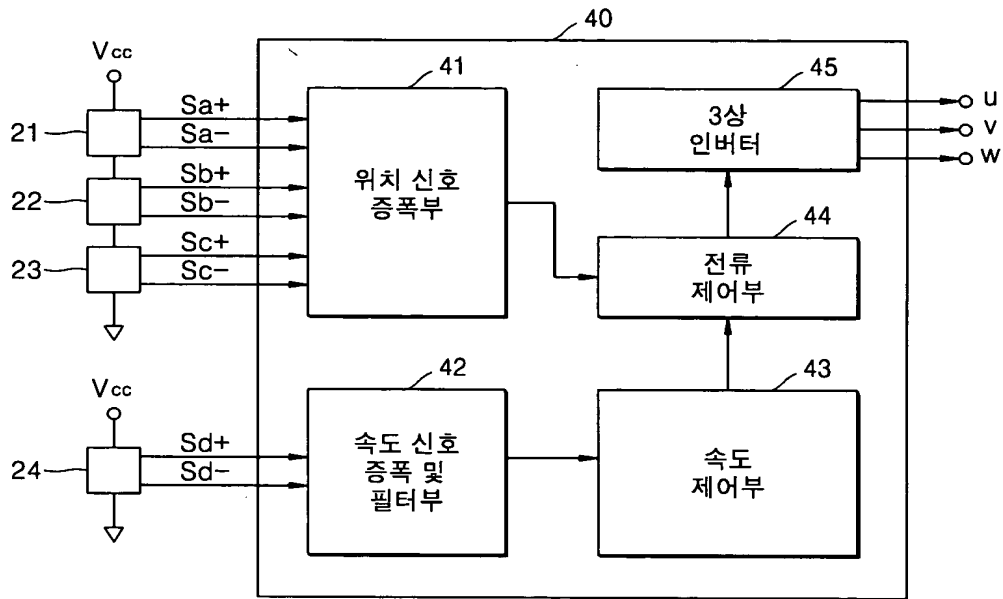 40
Vcc
41
45
21
Sa+
Sa-
3상
인버터
u
v
w
22
Sb+
Sb-
위치 신호
증폭부
44
23
Sc+
Sc-
전류
제어부
Vcc
42
43
24
Sd+
Sd-
속도 신호
증폭 및
필터부
속도
제어부